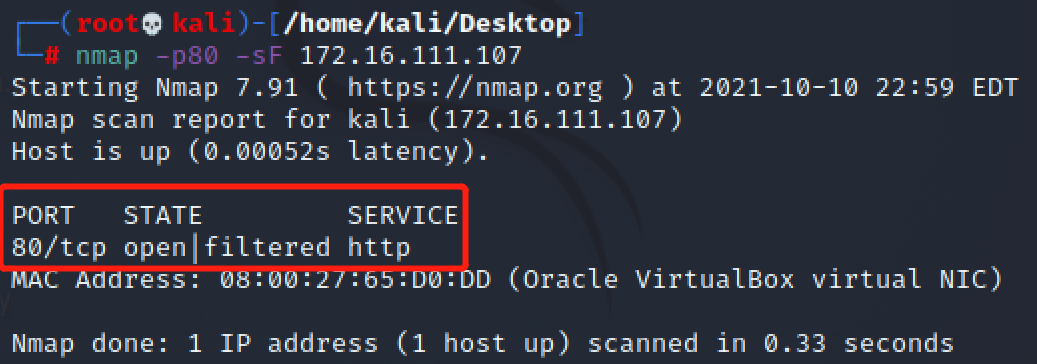 (root💀kali)-[/home/kali/Desktop]
# nmap -p80 -sF 172.16.111.107
Starting Nmap 7.91 ( https://nmap.org ) at 2021-10-10 22:59 EDT
Nmap scan report for kali (172.16.111.107)
Host is up (0.00052s latency).
PORT STATE SERVICE
80/tcp open|filtered http
MAC Address: 08:00:27:65:D0:DD (Oracle VirtualBox virtual NIC)
Nmap done: 1 IP address (1 host up) scanned in 0.33 seconds